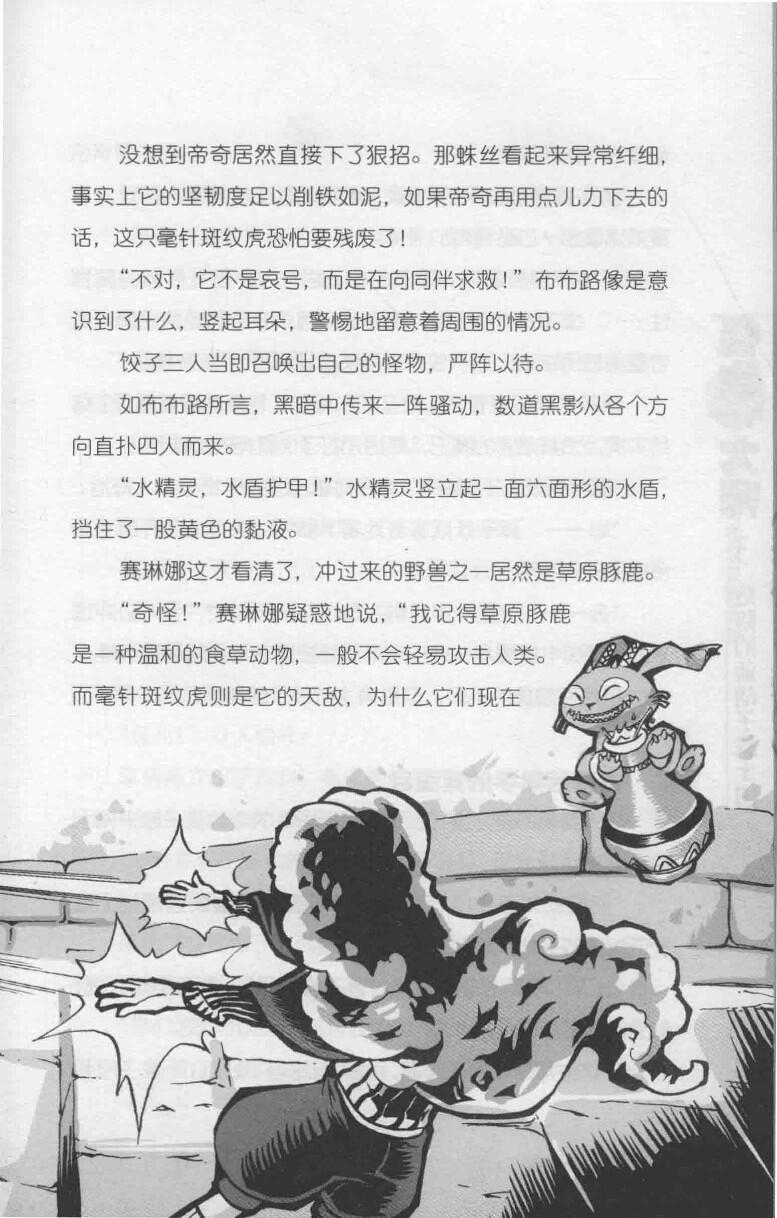 没想到帝奇居然直接下了狠招。那蛛丝看起来异常纤细，
事实上它的坚韧度足以削铁如泥，如果帝奇再用点儿力下去的
话，这只毫针斑纹虎恐怕要残废了！
“不对，它不是哀号，而是在向同伴求救！”布布路像是意
识到了什么，竖起耳朵，警惕地留意着周围的情况。
饺子三人当即召唤出自己的怪物，严阵以待。
如布布路所言，黑暗中传来一阵骚动，数道黑影从各个方
向直扑四人而来。
“水精灵，水盾护甲！”水精灵竖立起一面六面形的水盾，
挡住了一股黄色的黏液。
赛琳娜这才看清了，冲过来的野兽之一居然是草原豚鹿。
“奇怪！”赛琳娜疑惑地说，“我记得草原豚鹿
是一种温和的食草动物，一般不会轻易攻击人类。
而毫针斑纹虎则是它的天敌，为什么它们现在